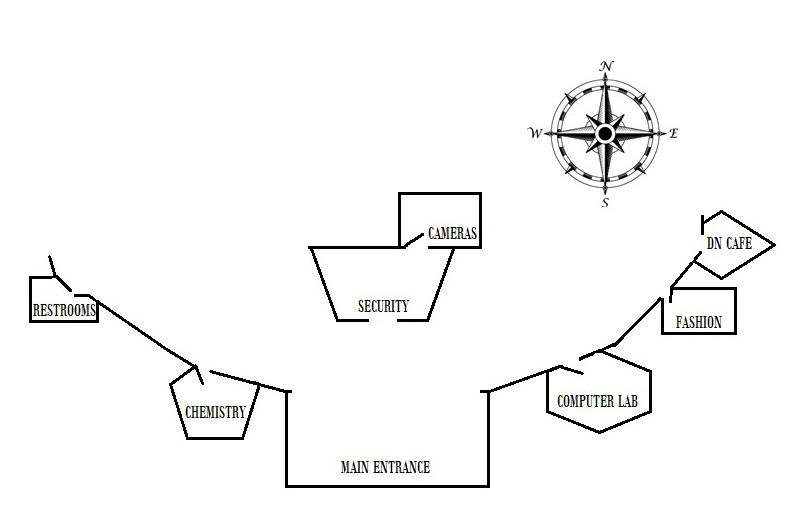 N
W E
S
CAMERAS
DN CAFE
SECURITY
RESTROOMS
FASHION
CHEMISTRY
COMPUTER LAB
MAIN ENTRANCE